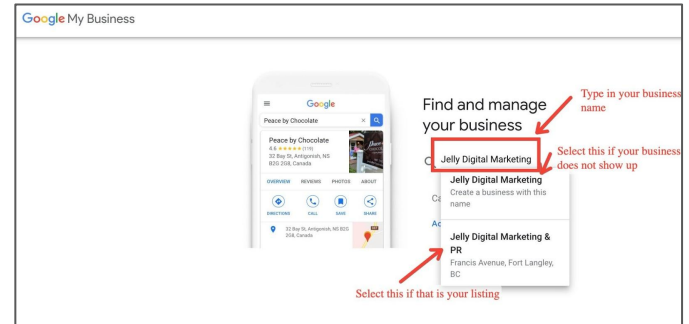 Google My Business
Google
Peace by Chocolate
Peace by Chocolate
4.6 ★★★★★ (119)
32 Bay St, Antigonish, NS
B2G 2G8, Canada
OVERVIEW REVIEWS PHOTOS ABOUT
DIRECTIONS CALL SAVE SHARE
32 Bay St, Antigonish, NS B2G
2G8, Canada
Find and manage
your business
Jelly Digital Marketing
Jelly Digital Marketing
Create a business with this
name
Jelly Digital Marketing &
PR
Francis Avenue, Fort Langley,
BC
Type in your business
name
Select this if your business
does not show up
Select this if that is your listing